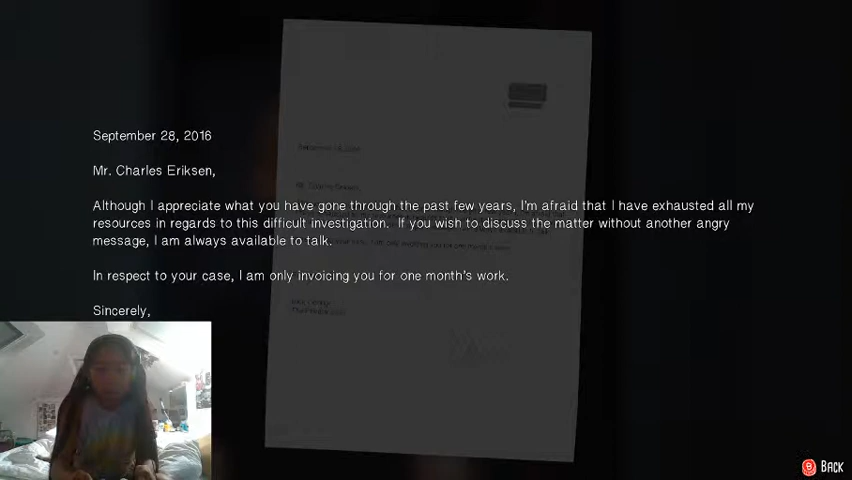 September 28, 2016
Mr. Charles Eriksen,
Although I appreciate what you have gone through the past few years, I'm afraid that I have exhausted all my
resources in regards to this difficult investigation. If you wish to discuss the matter without another angry
message, I am always available to talk.
In respect to your case, I am only invoicing you for one month's work.
Sincerely,
B BACK